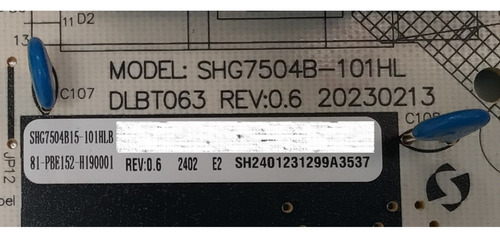 11 D2
13
MODEL: SHG7504B-101HL
C107
DLBT063 REV:0.6 20230213
C108
SHG7504B15-101HLB
81-PBE152-H190001 REV:0.6 2402 E2 SH2401231299A3537
JP12
S